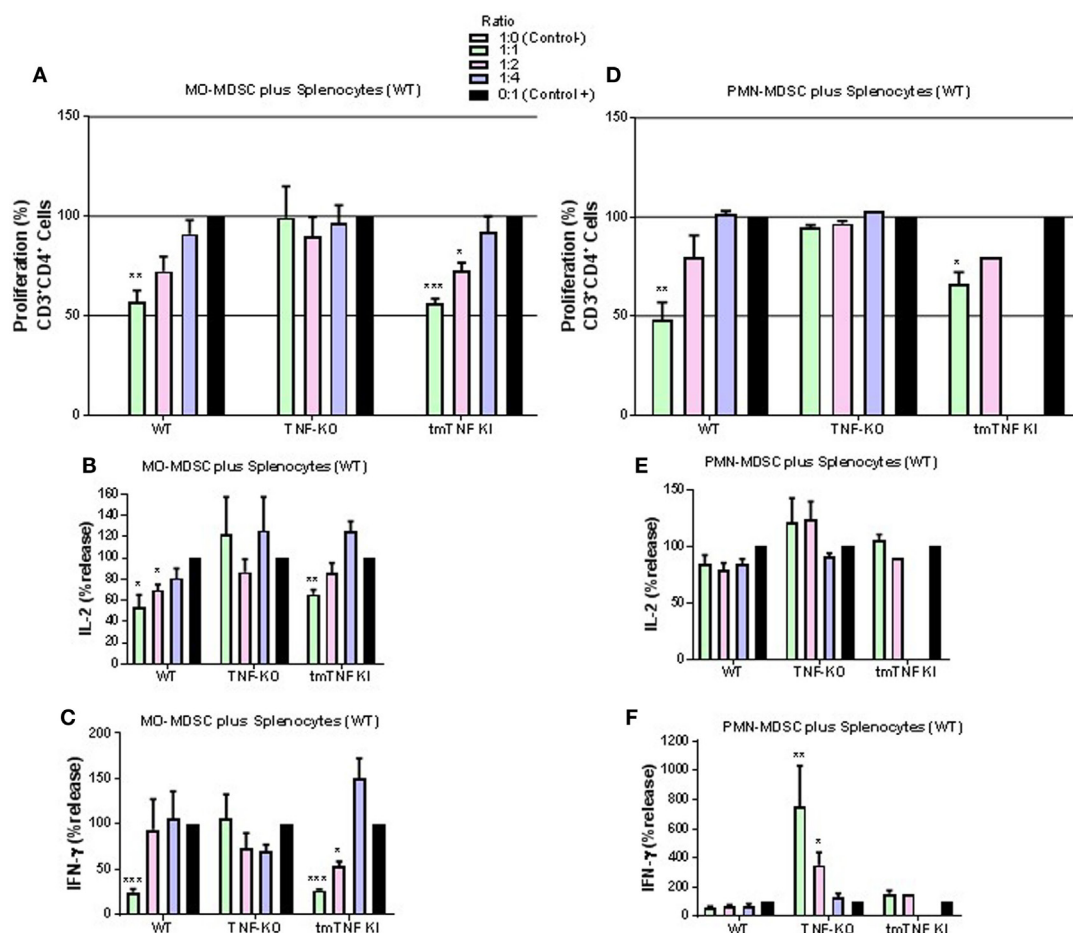 Ratio
1:0 (Control-)
1:1
1:2
1:4
0:1 (Control +)
A
MO-MDSC plus Splenocytes (WT)
Proliferation (%)
CD3⁺CD4⁺ Cells
150
100
50
0
**
***
*
WT
TNF-KO
tmTNF KI
D
PMN-MDSC plus Splenocytes (WT)
Proliferation (%)
CD3⁺CD4⁺ Cells
150
100
50
0
**
*
WT
TNF-KO
tmTNF KI
B
MO-MDSC plus Splenocytes (WT)
IL-2 (% release)
160
140
120
100
80
60
40
20
0
*
*
**
WT
TNF-KO
tmTNF KI
E
PMN-MDSC plus Splenocytes (WT)
IL-2 (% release)
150
100
50
0
WT
TNF-KO
tmTNF KI
C
MO-MDSC plus Splenocytes (WT)
IFN-γ (% release)
200
150
100
50
0
***
***
*
WT
TNF-KO
tmTNF KI
F
PMN-MDSC plus Splenocytes (WT)
IFN-γ (% release)
1200
1000
800
600
400
200
0
**
*
WT
TNF-KO
tmTNF KI